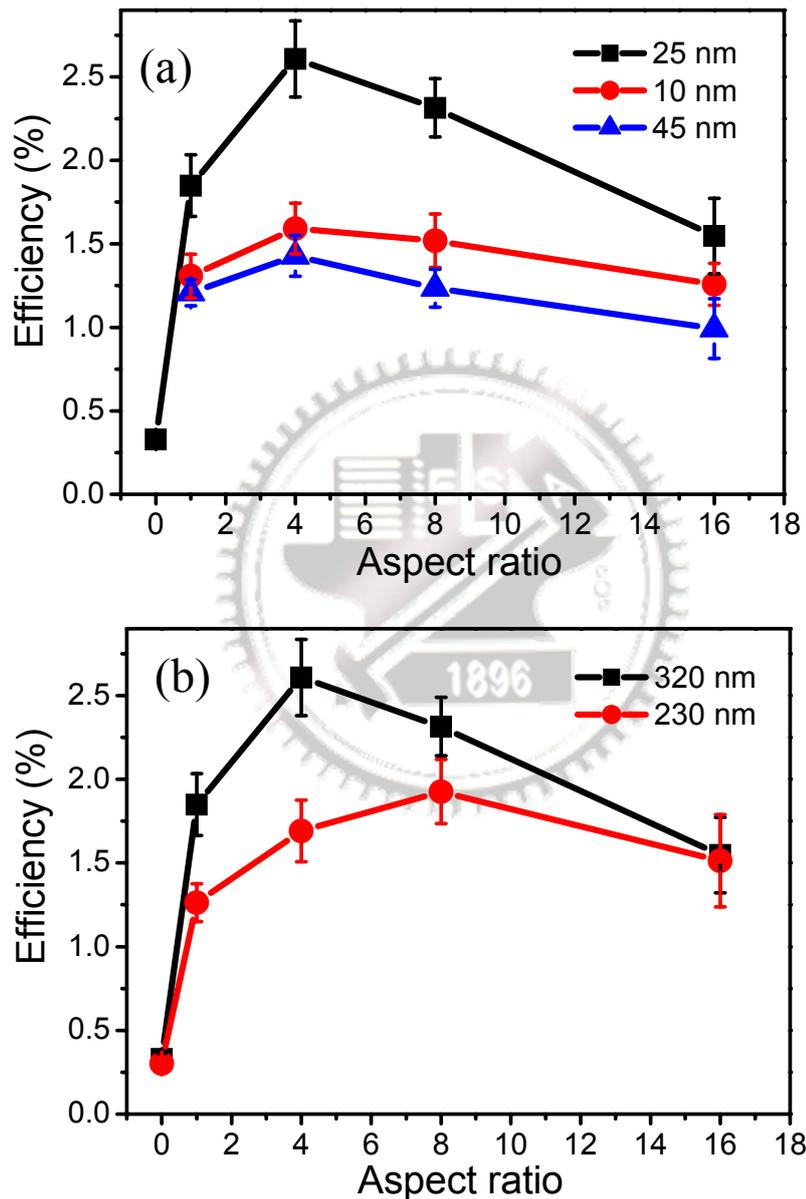 (a)
25 nm
10 nm
45 nm
Efficiency (%)
2.5
2.0
1.5
1.0
0.5
0.0
0 2 4 6 8 10 12 14 16 18
Aspect ratio
(b)
320 nm
230 nm
1896
Efficiency (%)
2.5
2.0
1.5
1.0
0.5
0.0
0 2 4 6 8 10 12 14 16 18
Aspect ratio